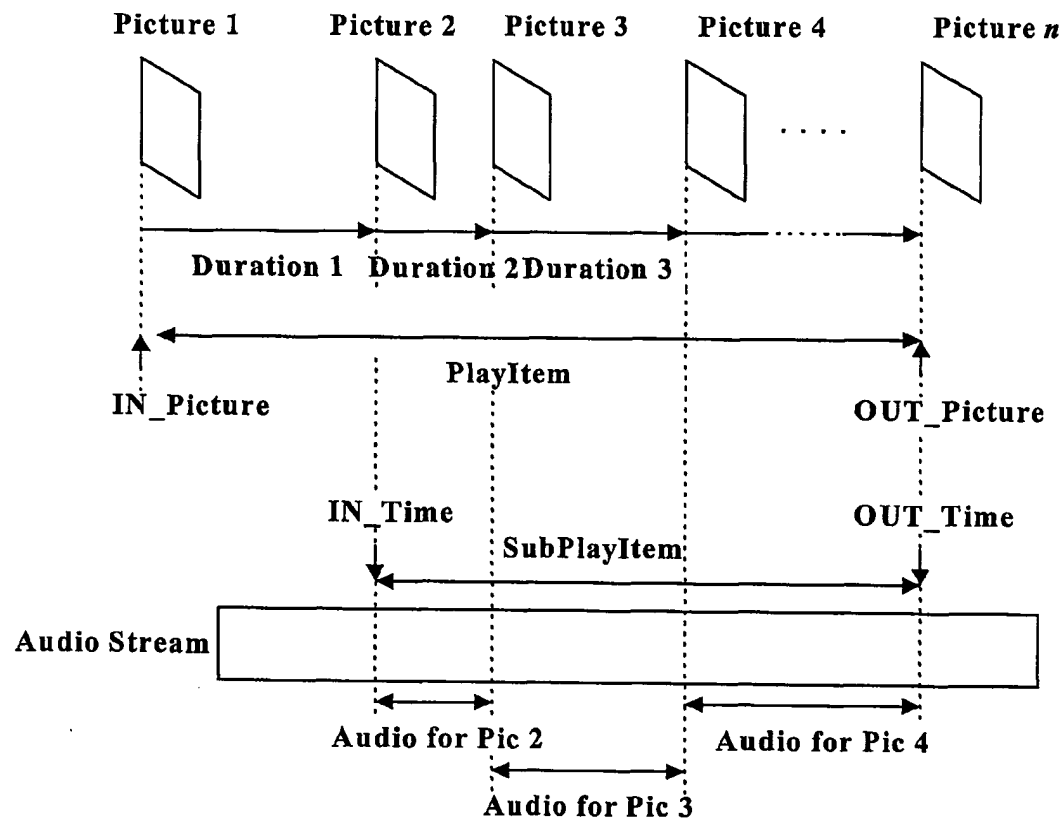 Picture 1 Picture 2 Picture 3 Picture 4 Picture n
. . . .
Duration 1 Duration 2 Duration 3
PlayItem
IN_Picture OUT_Picture
IN_Time OUT_Time
SubPlayItem
Audio Stream
Audio for Pic 2 Audio for Pic 4
Audio for Pic 3